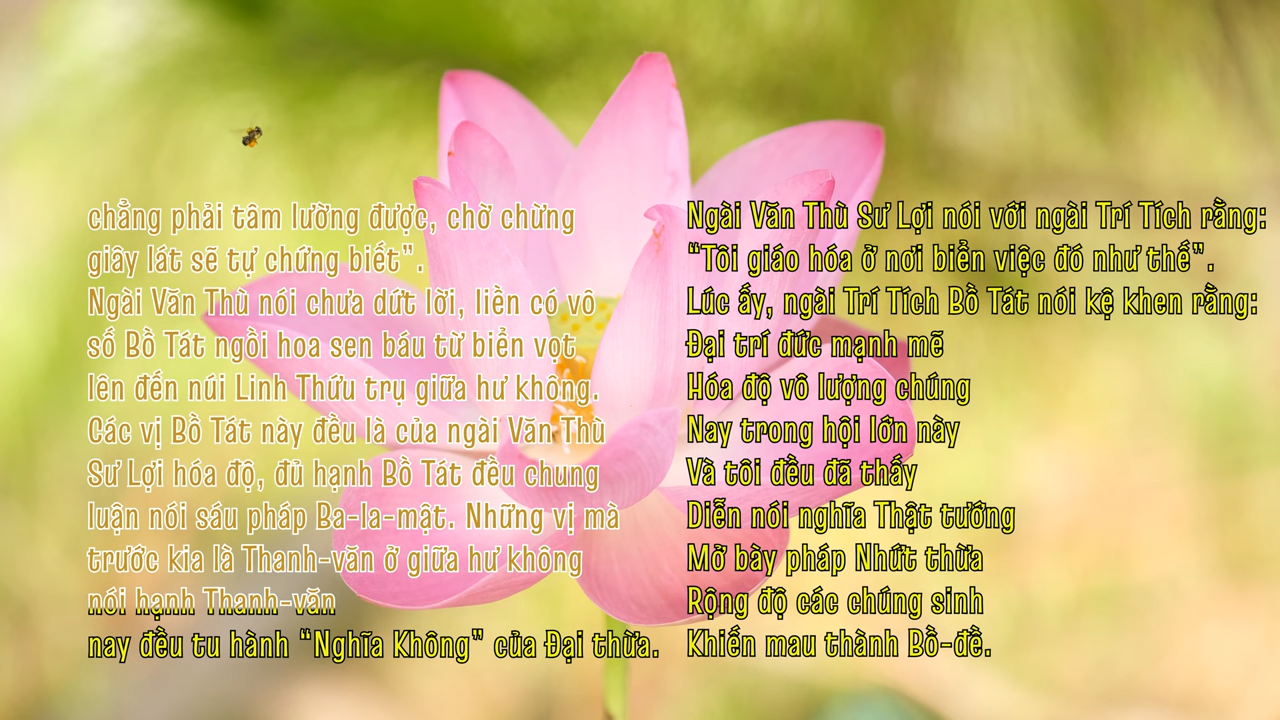 chẳng phải tâm lường được, chờ chừng
giây lát sẽ tự chứng biết”.
Ngài Văn Thù nói chưa dứt lời, liền có vô
số Bồ Tát ngồi hoa sen báu từ biển vọt
lên đến núi Linh Thứu trụ giữa hư không.
Các vị Bồ Tát này đều là của ngài Văn Thù
Sư Lợi hóa độ, đủ hạnh Bồ Tát đều chung
luận nói sáu pháp Ba-la-mật. Những vị mà
trước kia là Thanh-văn ở giữa hư không
nói hạnh Thanh-văn
nay đều tu hành “Nghĩa Không” của Đại thừa.
Ngài Văn Thù Sư Lợi nói với ngài Trí Tích rằng:
“Tôi giáo hóa ở nơi biển việc đó như thế”.
Lúc ấy, ngài Trí Tích Bồ Tát nói kệ khen rằng:
Đại trí đức mạnh mẽ
Hóa độ vô lượng chúng
Nay trong hội lớn này
Và tôi đều đã thấy
Diễn nói nghĩa Thật tướng
Mở bày pháp Nhứt thừa
Rộng độ các chúng sinh
Khiến mau thành Bồ-đề.